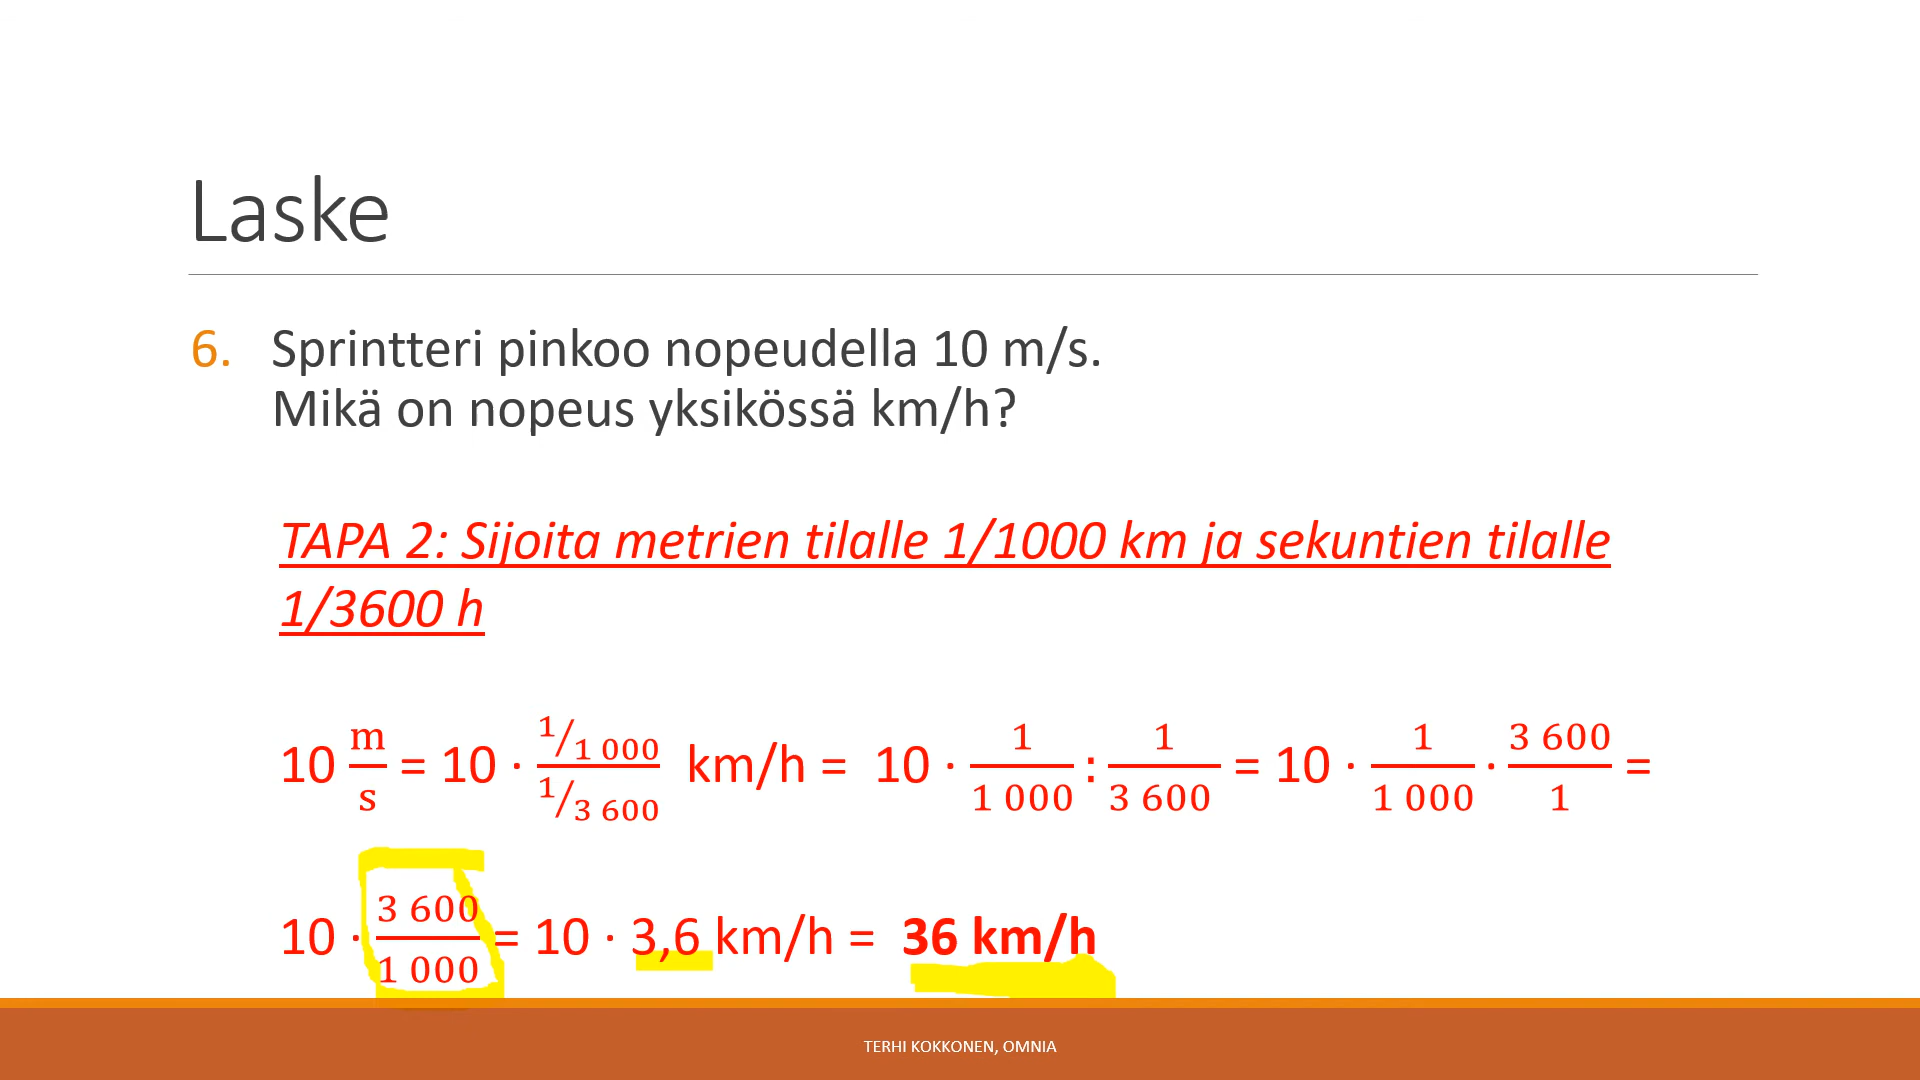 Laske
6. Sprintteri pinkoo nopeudella 10 m/s.
Mikä on nopeus yksikössä km/h?
TAPA 2: Sijoita metrien tilalle 1/1000 km ja sekuntien tilalle
1/3600 h
10 m/s = 10 · (1/1 000)/(1/3 600) km/h = 10 · 1/1 000 : 1/3 600 = 10 · 1/1 000 · 3 600/1 =
10 · 3 600/1 000 = 10 · 3,6 km/h = 36 km/h
TERHI KOKKONEN, OMNIA